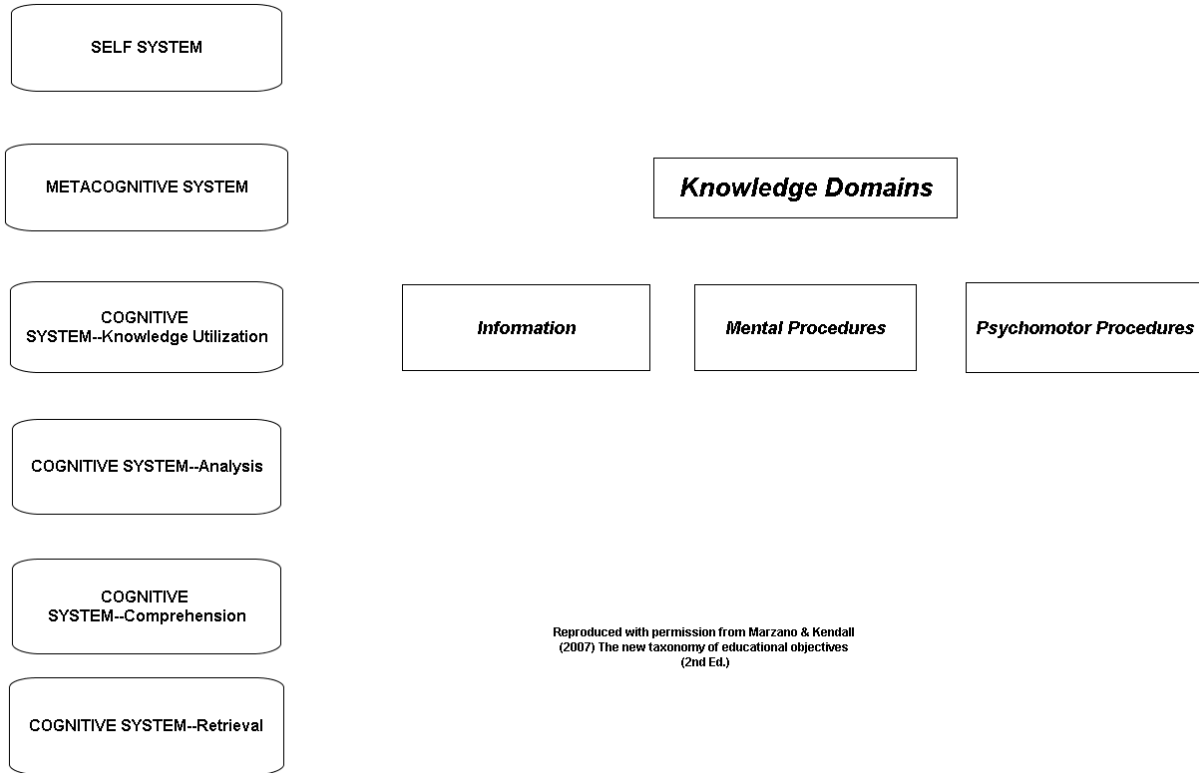 SELF SYSTEM
METACOGNITIVE SYSTEM
Knowledge Domains
COGNITIVE
SYSTEM--Knowledge Utilization
Information
Mental Procedures
Psychomotor Procedures
COGNITIVE SYSTEM--Analysis
COGNITIVE
SYSTEM--Comprehension
Reproduced with permission from Marzano & Kendall
(2007) The new taxonomy of educational objectives
(2nd Ed.)
COGNITIVE SYSTEM--Retrieval